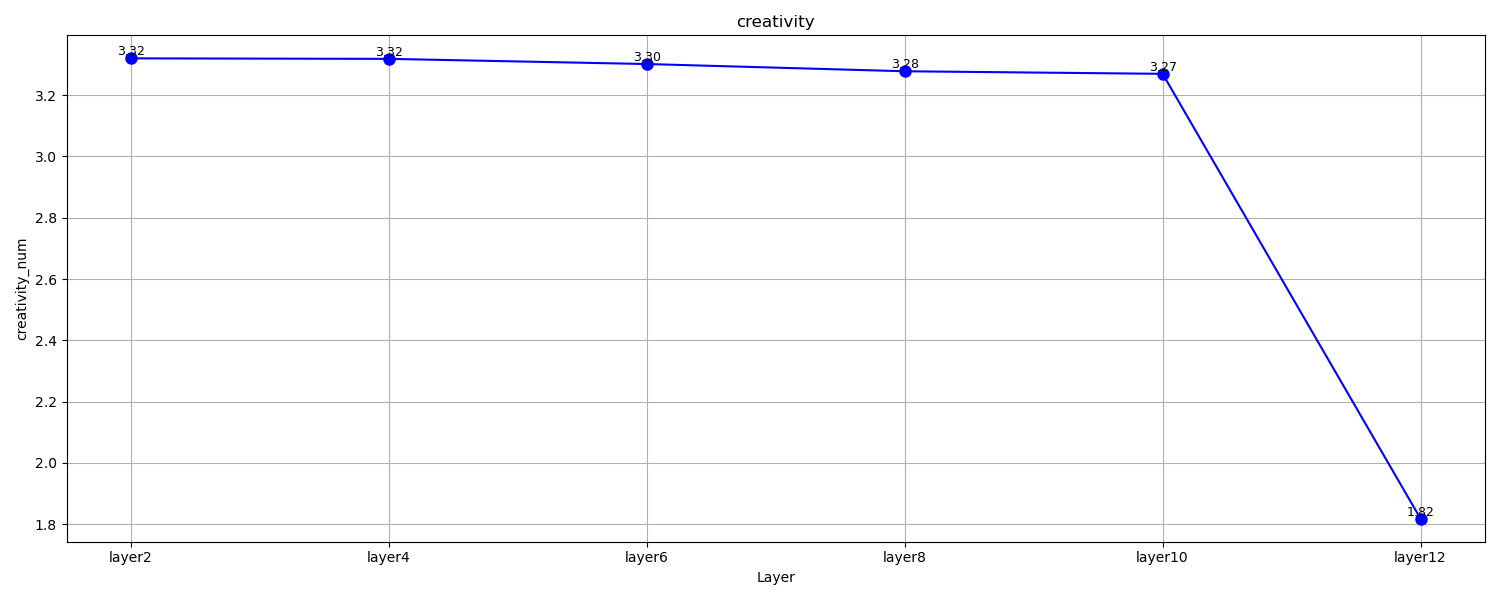 creativity
3.32
3.32
3.30
3.28
3.27
1.82
3.2
3.0
2.8
2.6
2.4
2.2
2.0
1.8
creativity_num
layer2
layer4
layer6
layer8
layer10
layer12
Layer